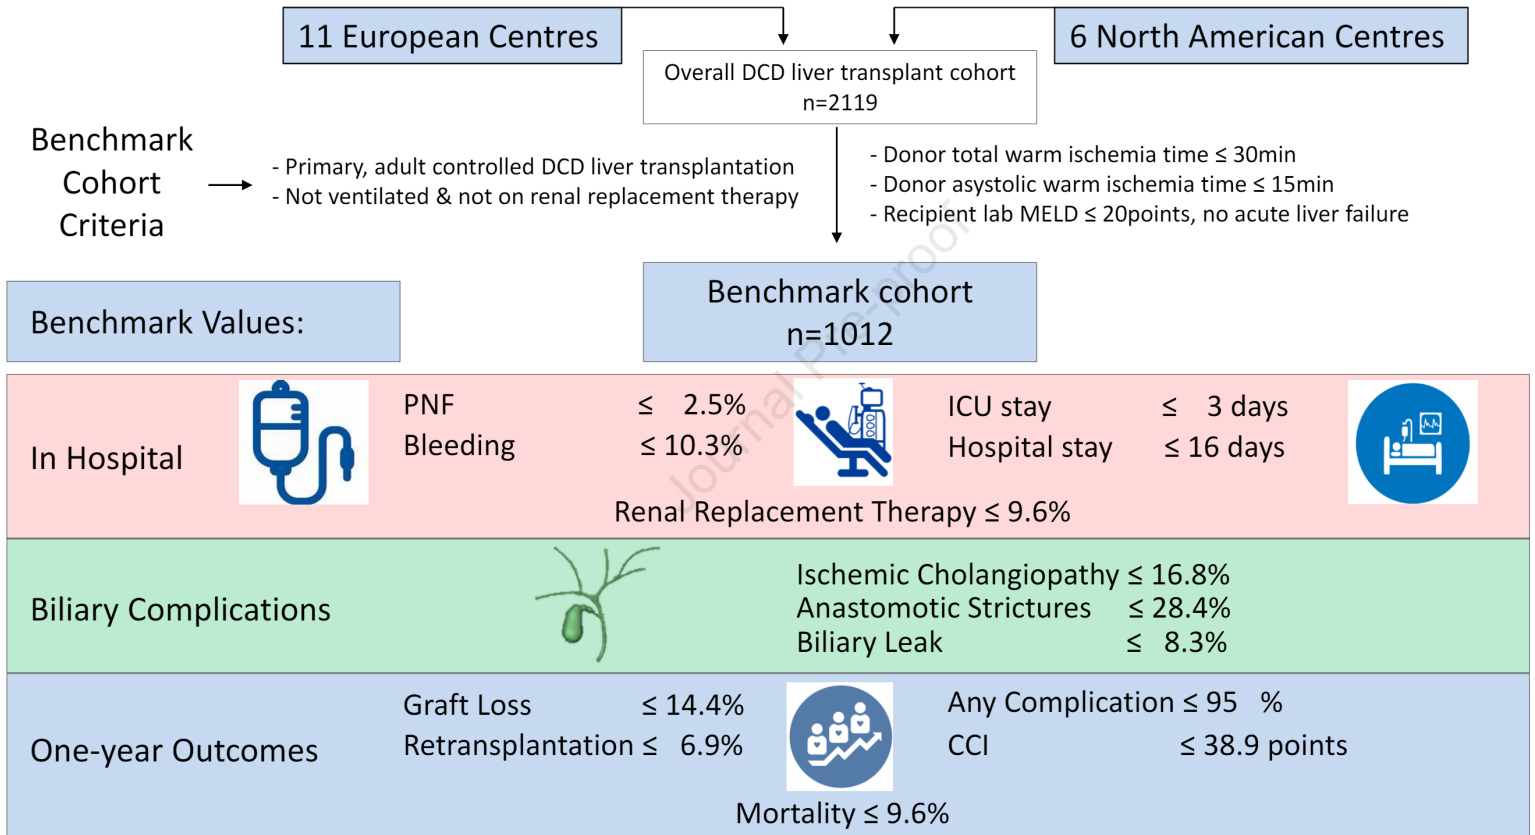 11 European Centres
6 North American Centres
Overall DCD liver transplant cohort
n=2119
Benchmark
Cohort
Criteria
- Primary, adult controlled DCD liver transplantation
- Not ventilated & not on renal replacement therapy
- Donor total warm ischemia time ≤ 30min
- Donor asystolic warm ischemia time ≤ 15min
- Recipient lab MELD ≤ 20points, no acute liver failure
Benchmark Values:
Benchmark cohort
n=1012
Journal Pre-proof
In Hospital
PNF ≤ 2.5%
Bleeding ≤ 10.3%
ICU stay ≤ 3 days
Hospital stay ≤ 16 days
Renal Replacement Therapy ≤ 9.6%
Biliary Complications
Ischemic Cholangiopathy ≤ 16.8%
Anastomotic Strictures ≤ 28.4%
Biliary Leak ≤ 8.3%
One-year Outcomes
Graft Loss ≤ 14.4%
Retransplantation ≤ 6.9%
Any Complication ≤ 95 %
CCI ≤ 38.9 points
Mortality ≤ 9.6%